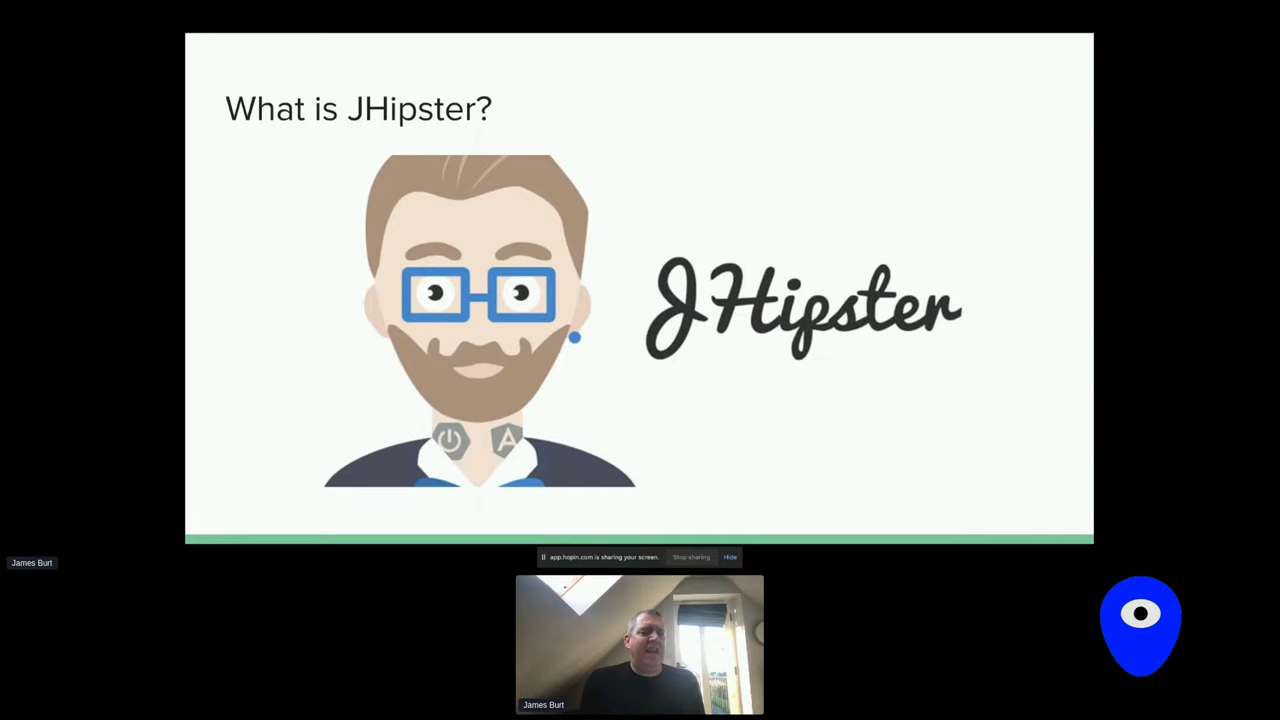 What is JHipster?
JHipster
A
app.hopin.com is sharing your screen.
Stop sharing
Hide
James Burt
James Burt